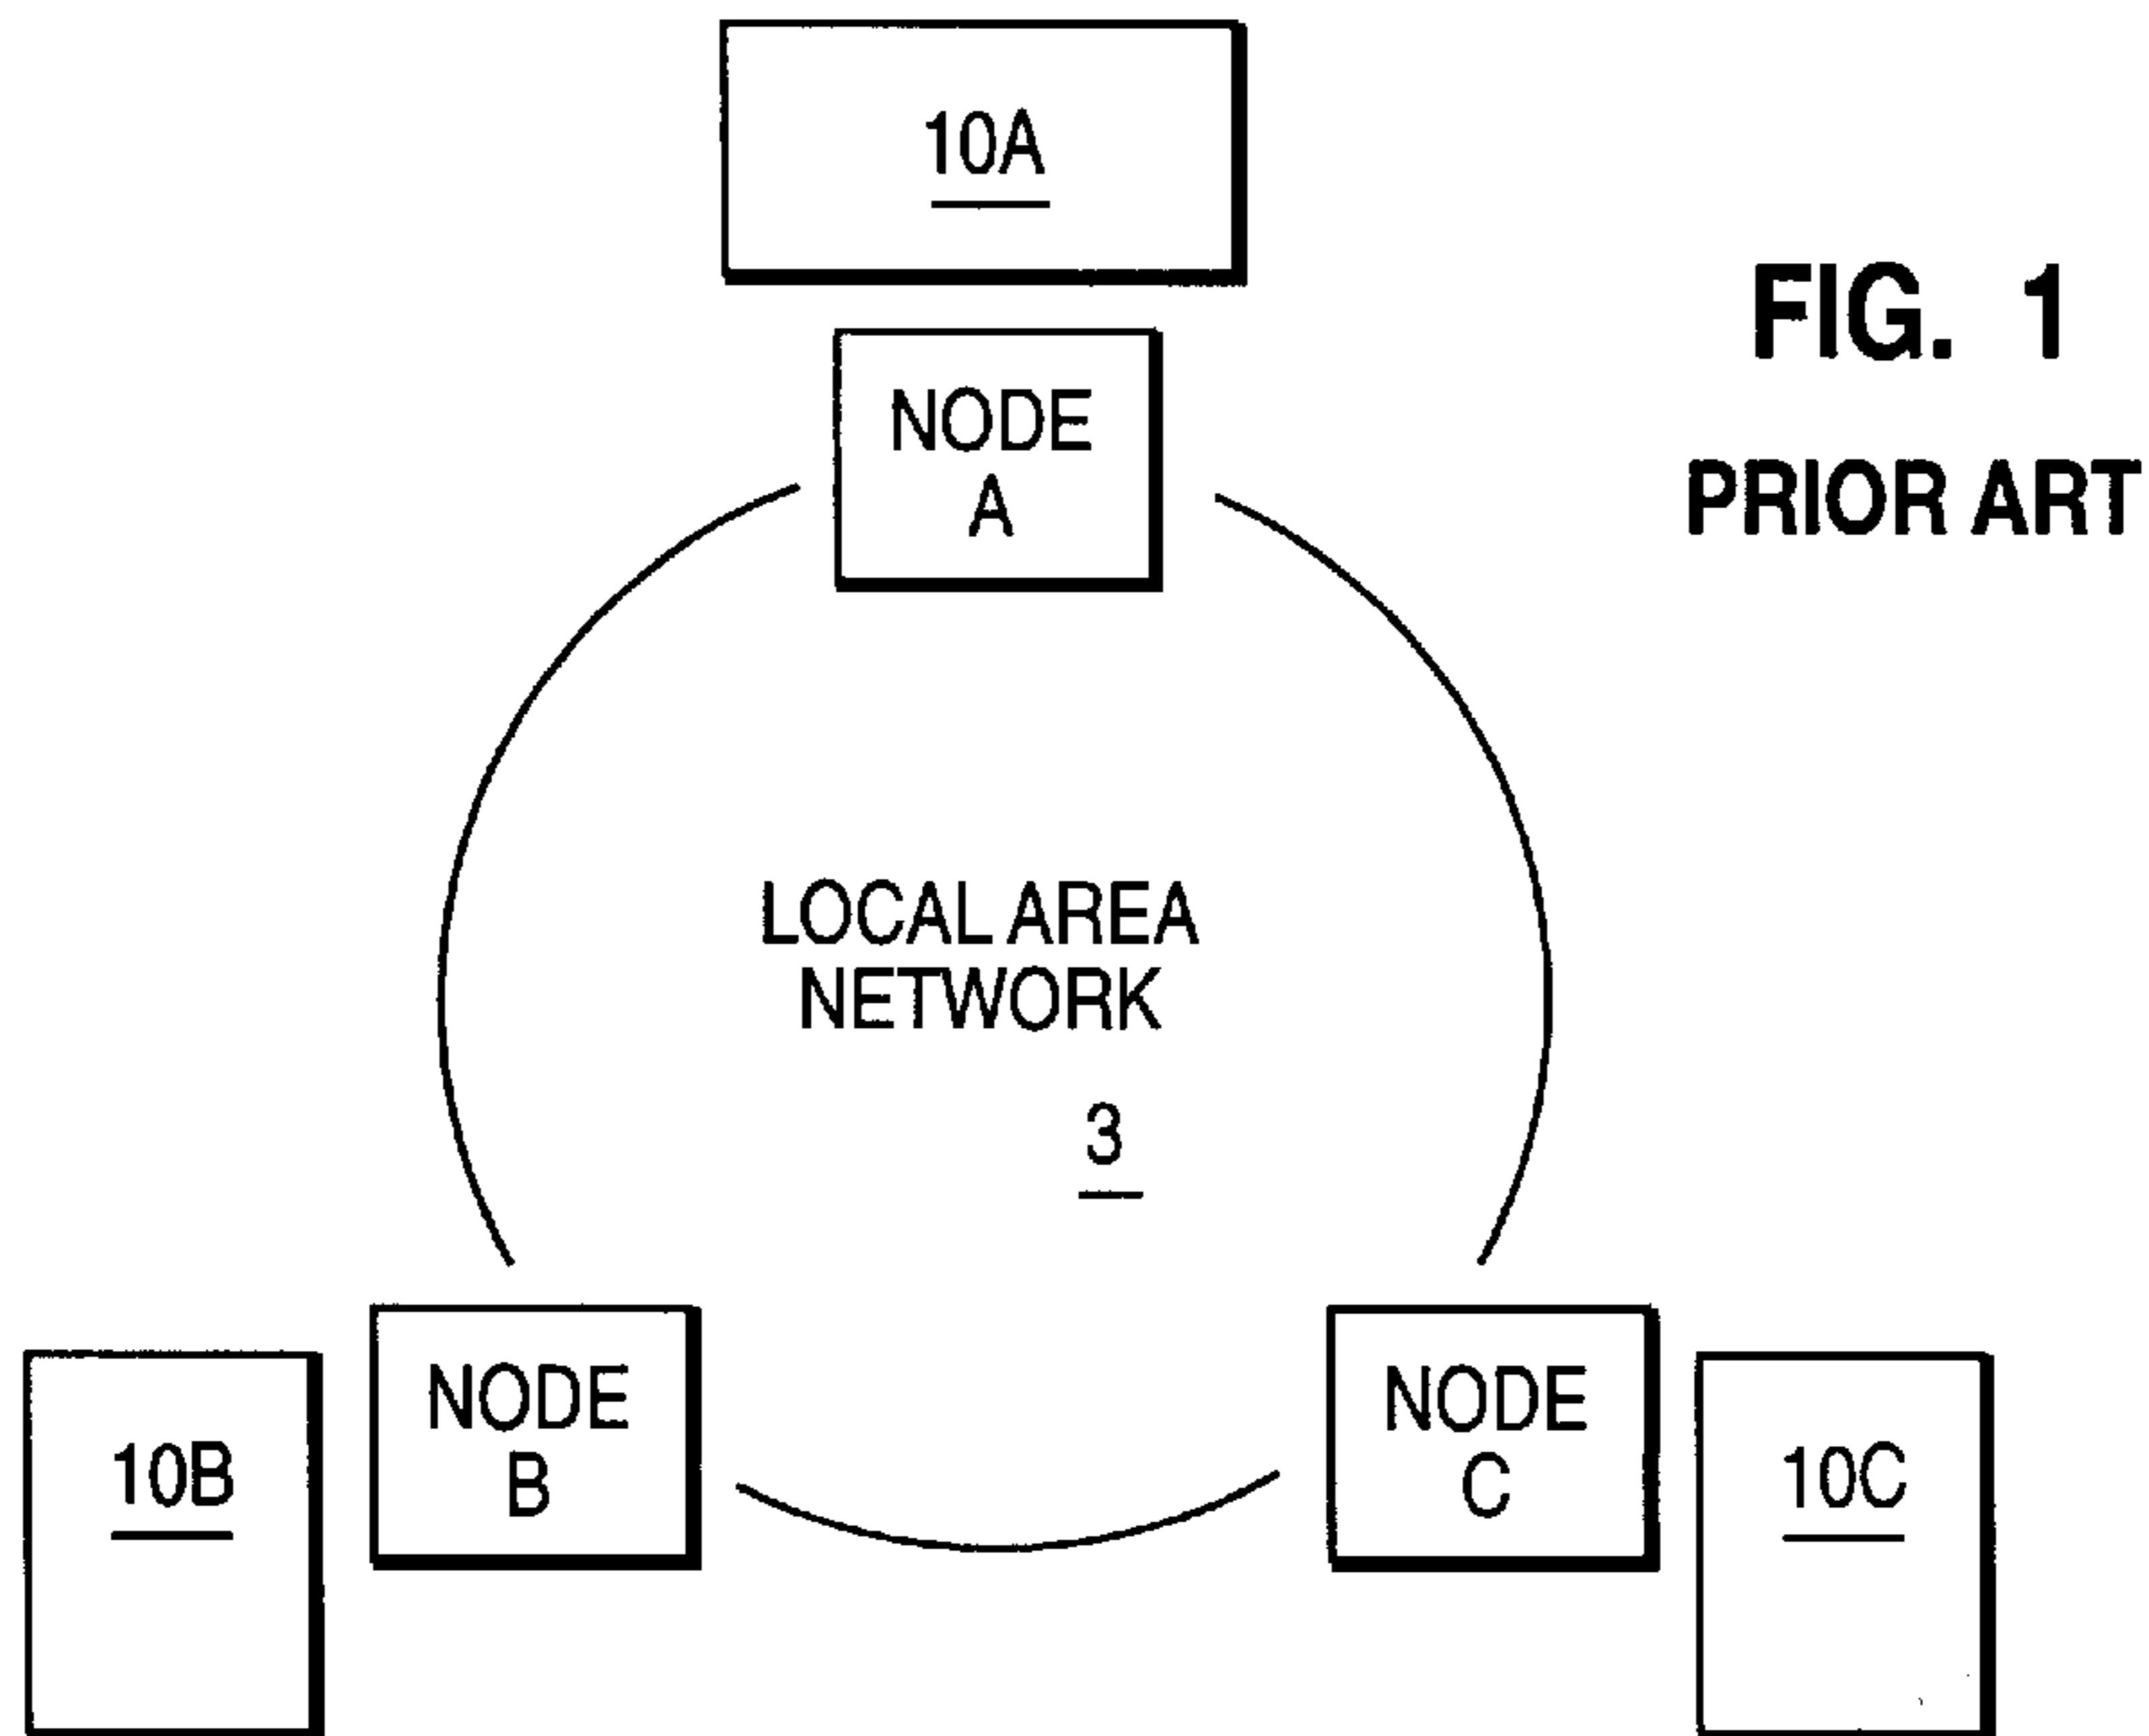 10A
FIG. 1
PRIOR ART
NODE
A
LOCAL AREA
NETWORK
3
NODE
B
10B
NODE
C
10C